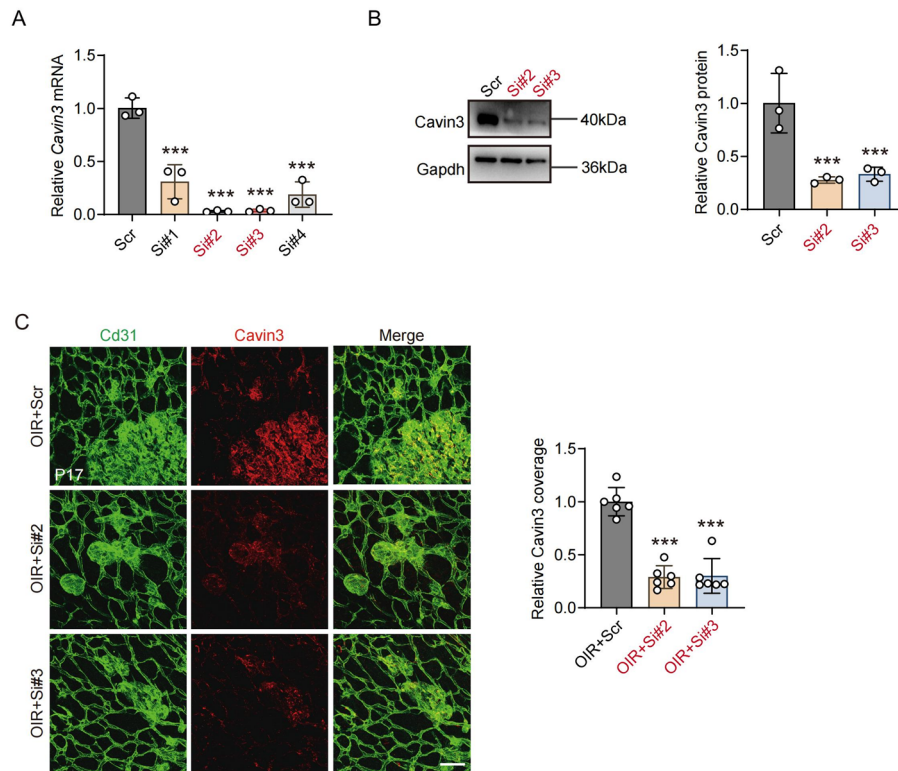 A
Relative Cavin3 mRNA
1.5
1.0
0.5
0.0
***
***
***
***
Scr
Si#1
Si#2
Si#3
Si#4
B
Scr
Si#2
Si#3
Cavin3
40kDa
Gapdh
36kDa
Relative Cavin3 protein
1.5
1.0
0.5
0.0
***
***
Scr
Si#2
Si#3
C
Cd31
Cavin3
Merge
OIR+Scr
P17
OIR+Si#2
OIR+Si#3
Relative Cavin3 coverage
1.5
1.0
0.5
0.0
***
***
OIR+Scr
OIR+Si#2
OIR+Si#3